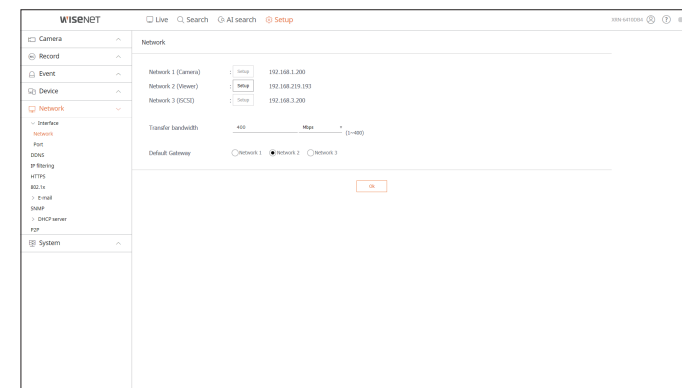 WISENET
Live Search AI search Setup
Camera
Record
Event
Device
Network
Interface
Network
Port
DDNS
IP filtering
HTTPS
802.1x
> E-mail
SNMP
> DHCP server
P2P
System
Network
Network 1 (Camera) : Setup 192.168.1.200
Network 2 (Viewer) : Setup 192.168.219.193
Network 3 (iSCSI) : Setup 192.168.3.200
Transfer bandwidth 400 Mbps (1~400)
Default Gateway Network 1 Network 2 Network 3
Ok